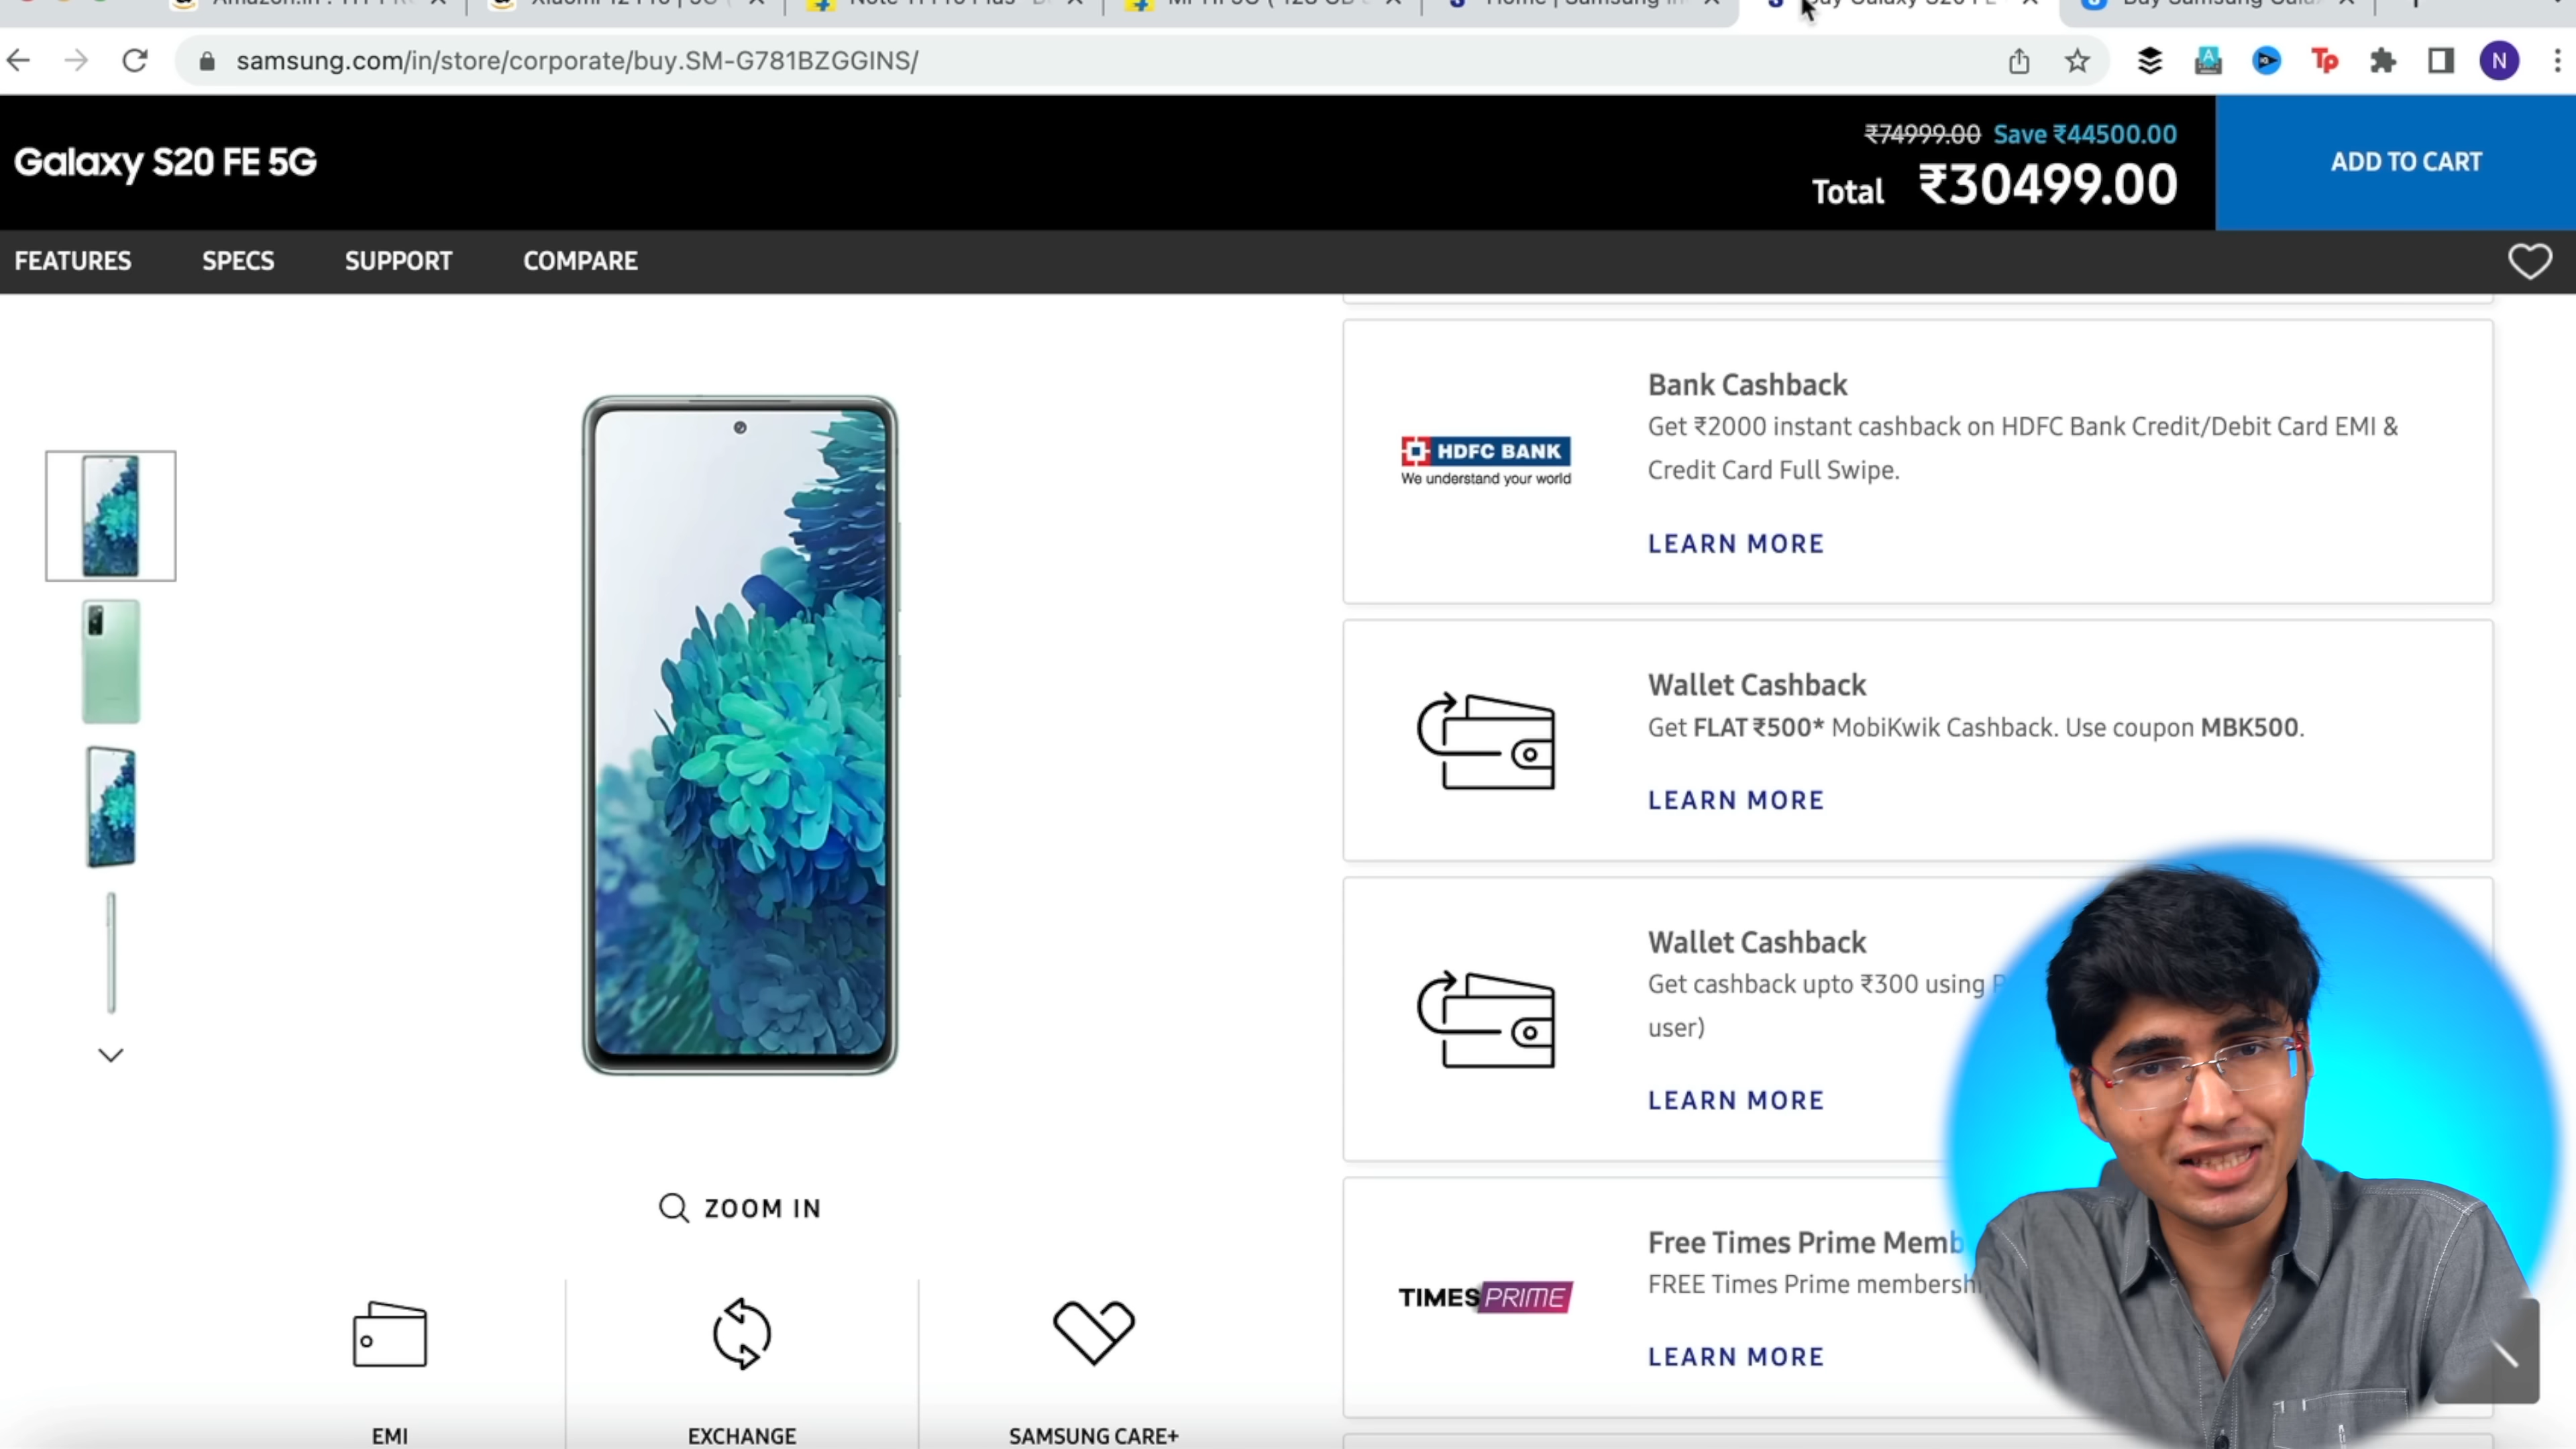 samsung.com/in/store/corporate/buy.SM-G781BZGGINS/
N
Galaxy S20 FE 5G
₹74999.00 Save ₹44500.00
Total ₹30499.00
ADD TO CART
FEATURES SPECS SUPPORT COMPARE
HDFC BANK
We understand your world
Bank Cashback
Get ₹2000 instant cashback on HDFC Bank Credit/Debit Card EMI &
Credit Card Full Swipe.
LEARN MORE
Wallet Cashback
Get FLAT ₹500* MobiKwik Cashback. Use coupon MBK500.
LEARN MORE
Wallet Cashback
Get cashback upto ₹300 using
user)
LEARN MORE
TIMES PRIME
Free Times Prime
FREE Times Prime
LEARN MORE
ZOOM IN
EMI
EXCHANGE
SAMSUNG CARE+